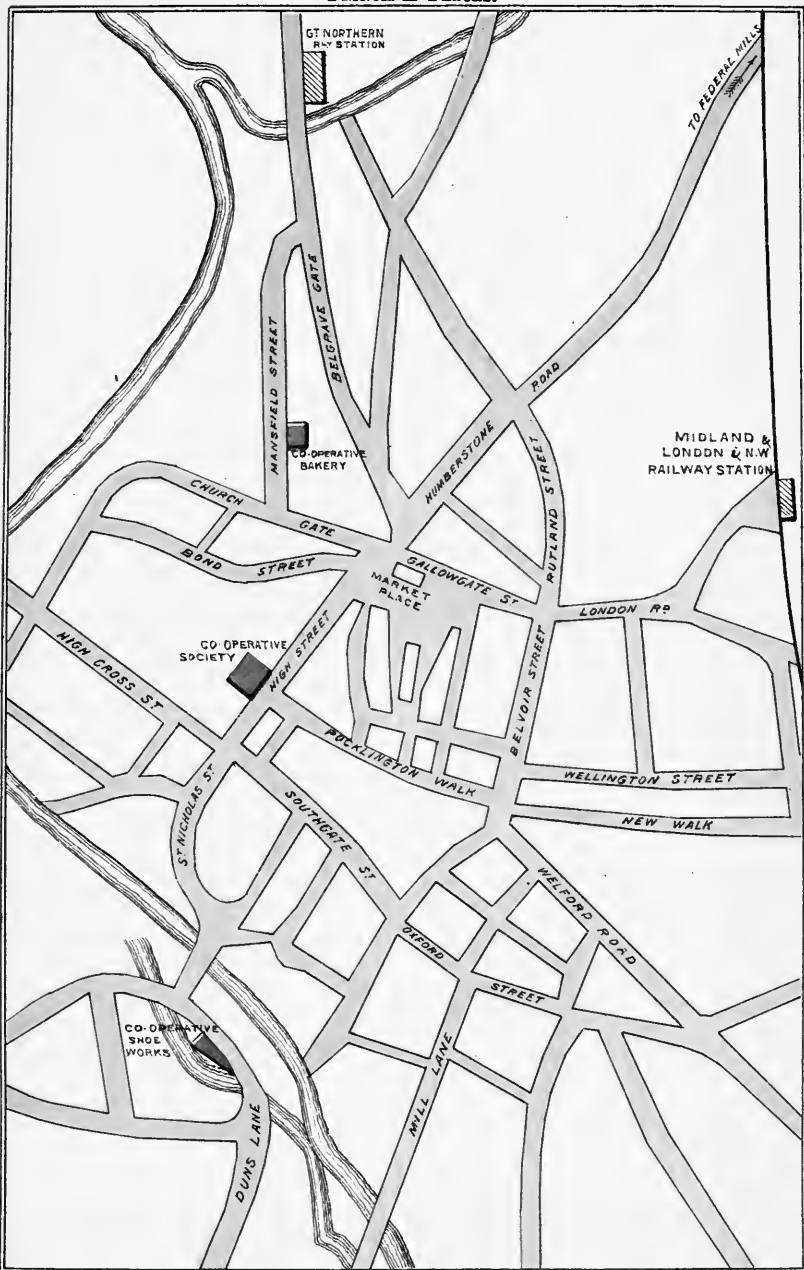 GT NORTHERN
RLY STATION
TO FEDERAL MILLS
BELGRAVE GATE
MANSFIELD STREET
HUMBERSTONE ROAD
CO-OPERATIVE
BAKERY
RUTLAND STREET
MIDLAND &
LONDON & N.W
RAILWAY STATION
CHURCH GATE
BOND STREET
GALLOWGATE ST
MARKET
PLACE
LONDON RD
CO-OPERATIVE
SOCIETY
HIGH STREET
HIGH CROSS ST
BELVOIR STREET
POCKLINGTON WALK
WELLINGTON STREET
NEW WALK
ST NICHOLAS ST
SOUTHGATE ST
WELFORD ROAD
OXFORD STREET
CO-OPERATIVE
SHOE
WORKS
MILL LANE
DUNS LANE